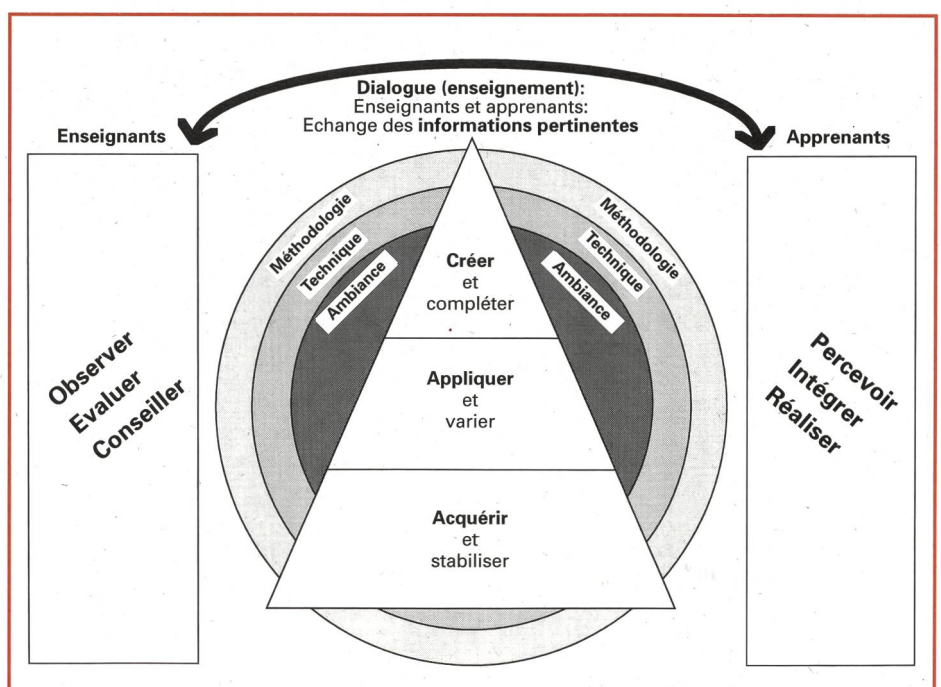 Dialogue (enseignement):
Enseignants et apprenants:
Echange des informations pertinentes
Enseignants
Apprenants
Méthodologie
Technique
Ambiance
Méthodologie
Technique
Ambiance
Créer
et
compléter
Appliquer
et
varier
Acquérir
et
stabiliser
Observer
Evaluer
Conseiller
Percevoir
Intégrer
Réaliser